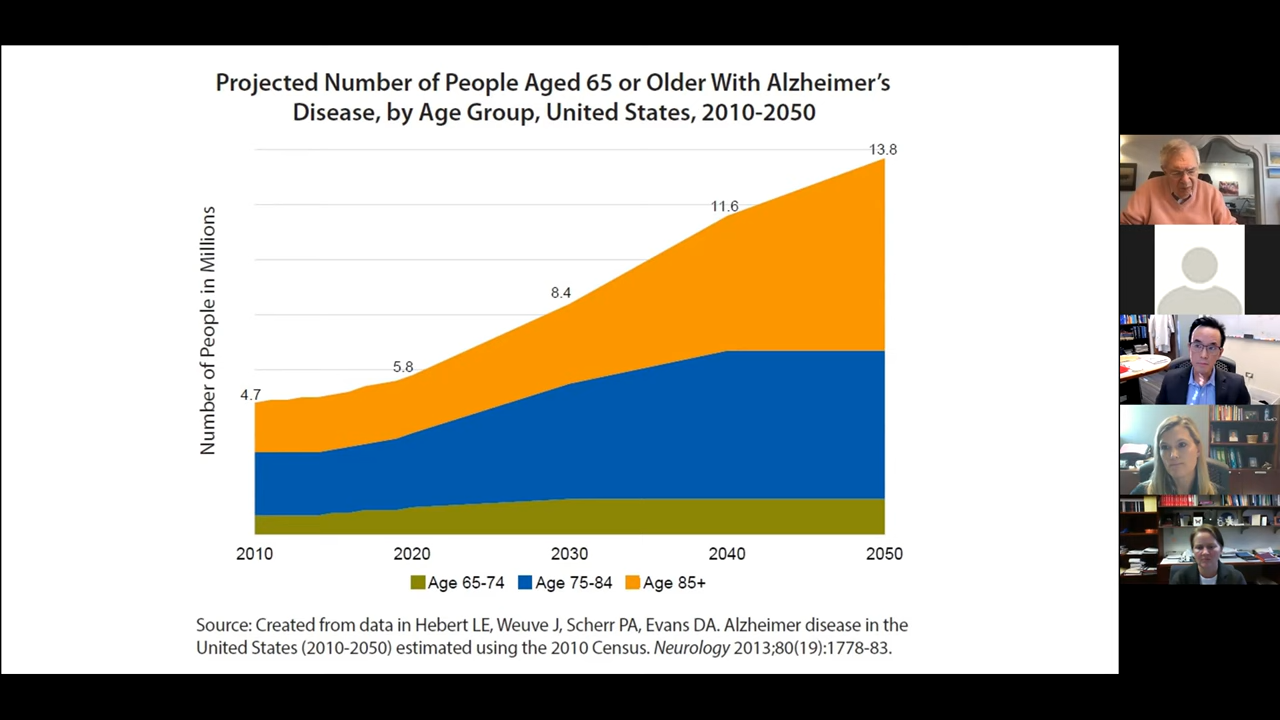 Projected Number of People Aged 65 or Older With Alzheimer’s
Disease, by Age Group, United States, 2010-2050
Number of People in Millions
13.8
11.6
8.4
5.8
4.7
2010 2020 2030 2040 2050
Age 65-74 Age 75-84 Age 85+
Source: Created from data in Hebert LE, Weuve J, Scherr PA, Evans DA. Alzheimer disease in the
United States (2010-2050) estimated using the 2010 Census. Neurology 2013;80(19):1778-83.